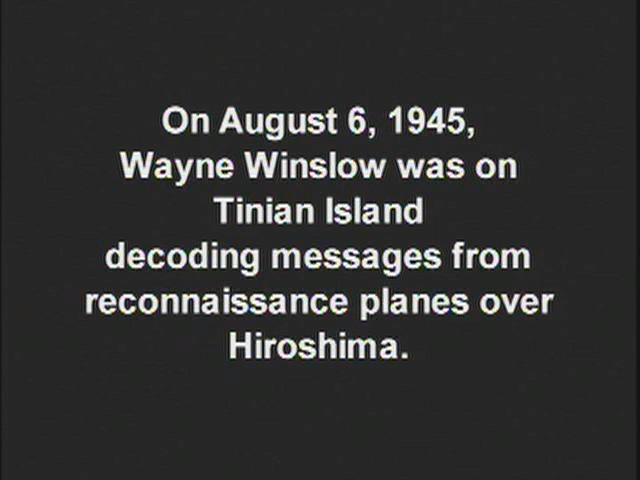 On August 6, 1945,
Wayne Winslow was on
Tinian Island
decoding messages from
reconnaissance planes over
Hiroshima.